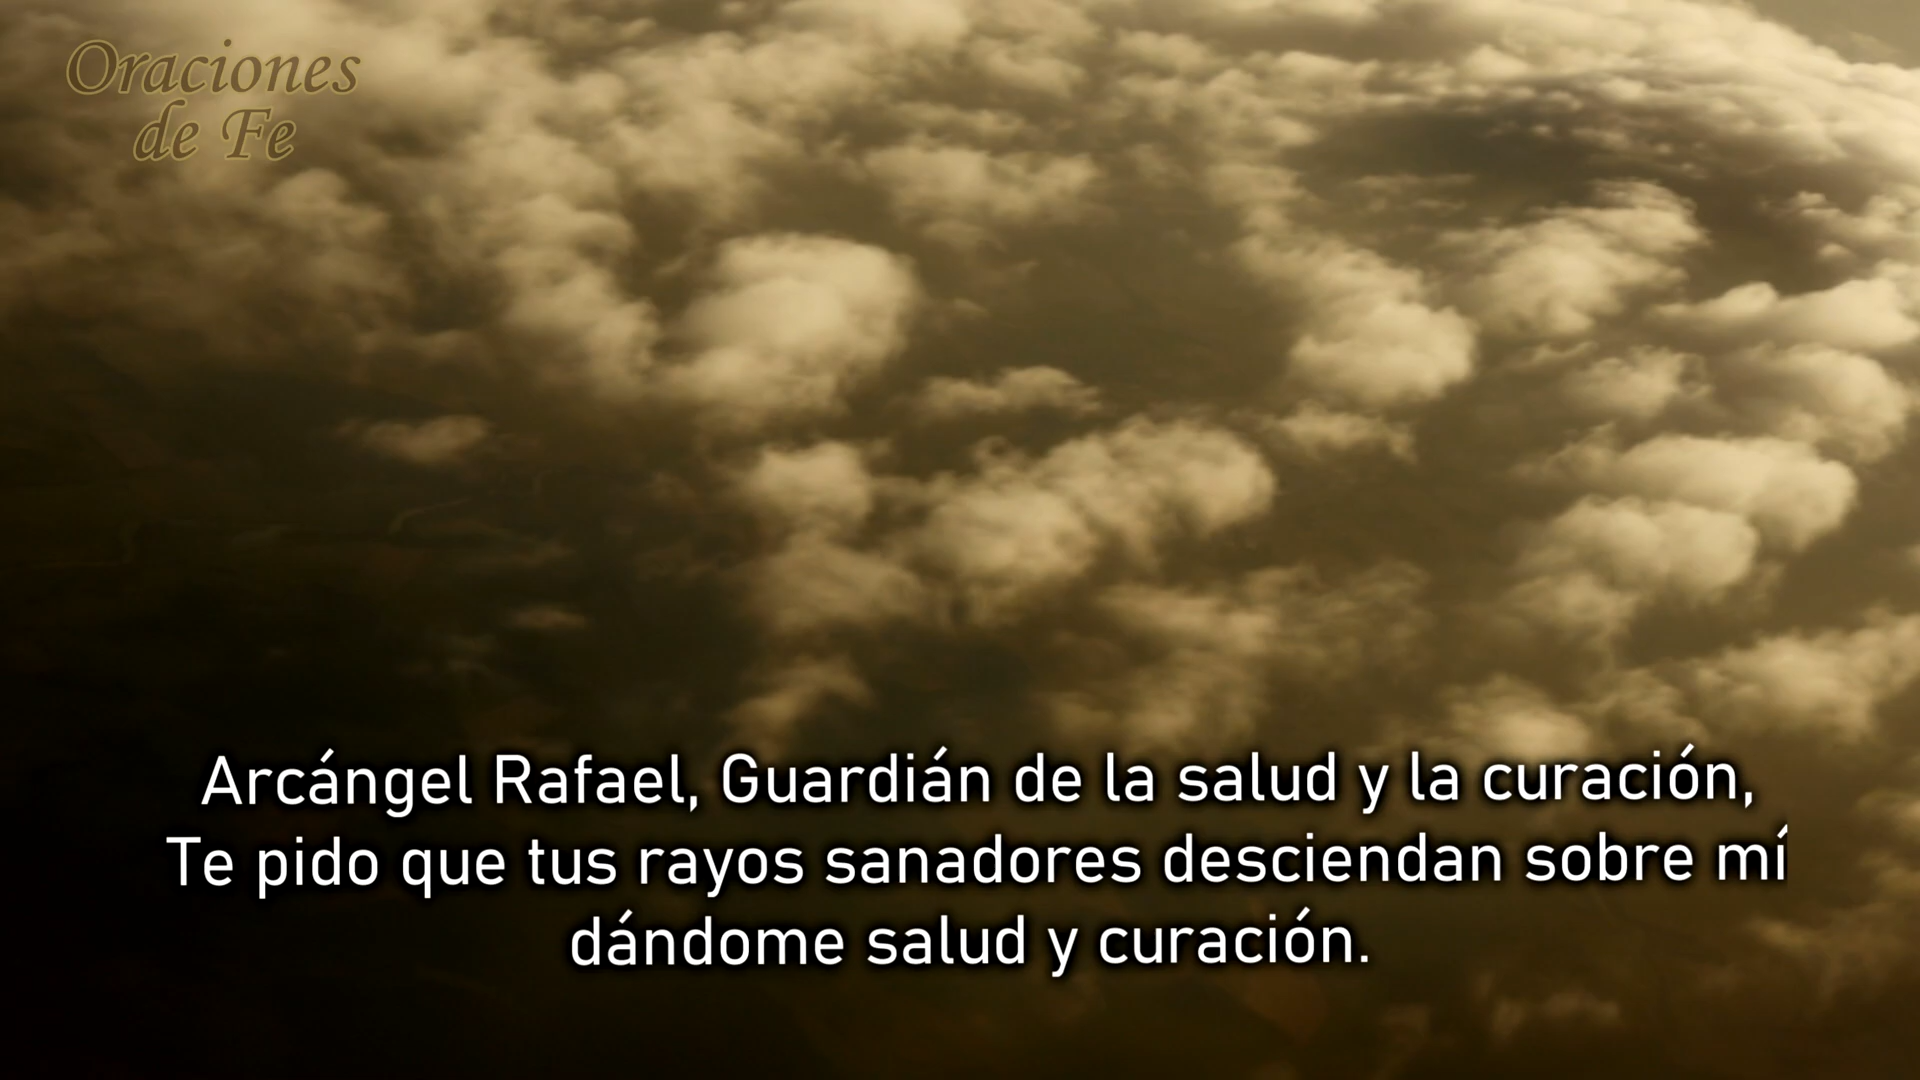 Oraciones
de Fe
Arcángel Rafael, Guardián de la salud y la curación,
Te pido que tus rayos sanadores desciendan sobre mí
dándome salud y curación.